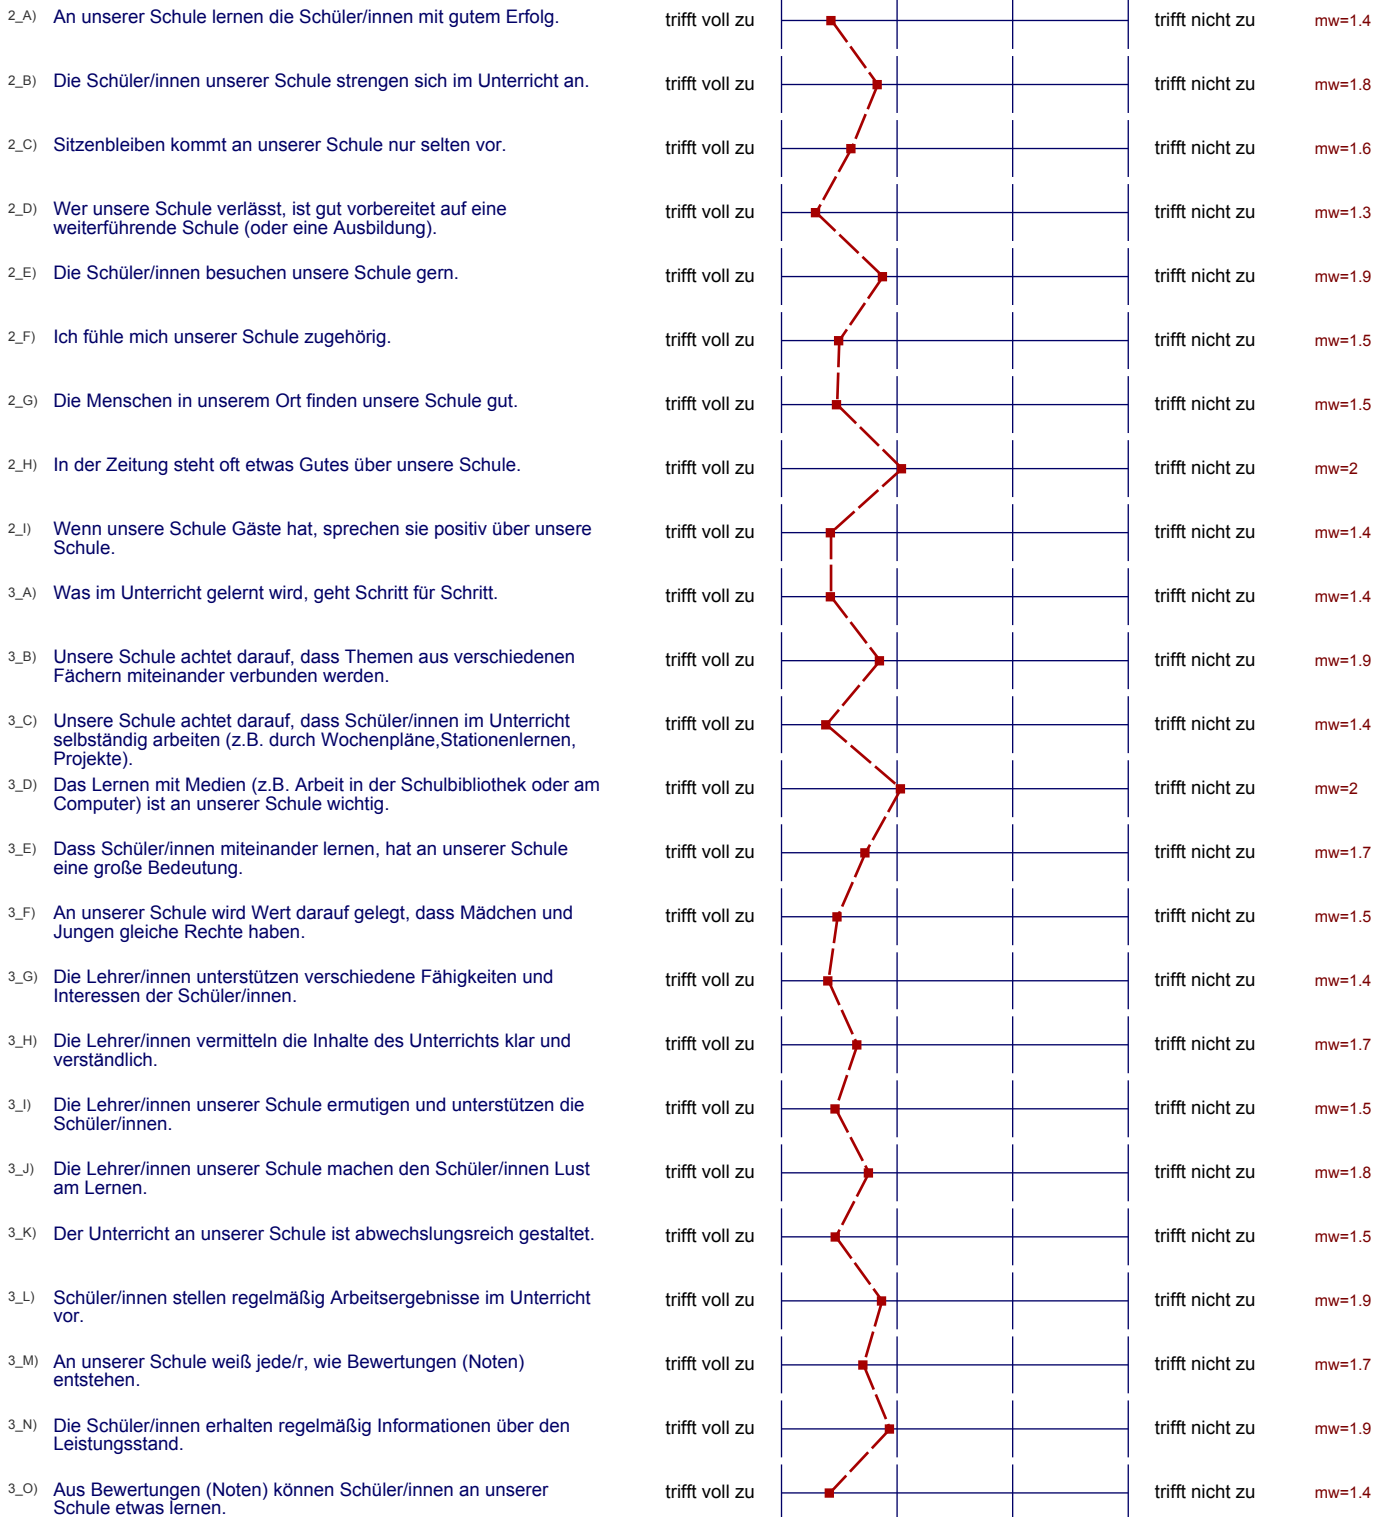 2_A) An unserer Schule lernen die Schüler/innen mit gutem Erfolg. trifft voll zu trifft nicht zu mw=1.4
2_B) Die Schüler/innen unserer Schule strengen sich im Unterricht an. trifft voll zu trifft nicht zu mw=1.8
2_C) Sitzenbleiben kommt an unserer Schule nur selten vor. trifft voll zu trifft nicht zu mw=1.6
2_D) Wer unsere Schule verlässt, ist gut vorbereitet auf eine trifft voll zu trifft nicht zu mw=1.3
weiterführende Schule (oder eine Ausbildung).
2_E) Die Schüler/innen besuchen unsere Schule gern. trifft voll zu trifft nicht zu mw=1.9
2_F) Ich fühle mich unserer Schule zugehörig. trifft voll zu trifft nicht zu mw=1.5
2_G) Die Menschen in unserem Ort finden unsere Schule gut. trifft voll zu trifft nicht zu mw=1.5
2_H) In der Zeitung steht oft etwas Gutes über unsere Schule. trifft voll zu trifft nicht zu mw=2
2_I) Wenn unsere Schule Gäste hat, sprechen sie positiv über unsere trifft voll zu trifft nicht zu mw=1.4
Schule.
3_A) Was im Unterricht gelernt wird, geht Schritt für Schritt. trifft voll zu trifft nicht zu mw=1.4
3_B) Unsere Schule achtet darauf, dass Themen aus verschiedenen trifft voll zu trifft nicht zu mw=1.9
Fächern miteinander verbunden werden.
3_C) Unsere Schule achtet darauf, dass Schüler/innen im Unterricht trifft voll zu trifft nicht zu mw=1.4
selbständig arbeiten (z.B. durch Wochenpläne,Stationenlernen,
Projekte).
3_D) Das Lernen mit Medien (z.B. Arbeit in der Schulbibliothek oder am trifft voll zu trifft nicht zu mw=2
Computer) ist an unserer Schule wichtig.
3_E) Dass Schüler/innen miteinander lernen, hat an unserer Schule trifft voll zu trifft nicht zu mw=1.7
eine große Bedeutung.
3_F) An unserer Schule wird Wert darauf gelegt, dass Mädchen und trifft voll zu trifft nicht zu mw=1.5
Jungen gleiche Rechte haben.
3_G) Die Lehrer/innen unterstützen verschiedene Fähigkeiten und trifft voll zu trifft nicht zu mw=1.4
Interessen der Schüler/innen.
3_H) Die Lehrer/innen vermitteln die Inhalte des Unterrichts klar und trifft voll zu trifft nicht zu mw=1.7
verständlich.
3_I) Die Lehrer/innen unserer Schule ermutigen und unterstützen die trifft voll zu trifft nicht zu mw=1.5
Schüler/innen.
3_J) Die Lehrer/innen unserer Schule machen den Schüler/innen Lust trifft voll zu trifft nicht zu mw=1.8
am Lernen.
3_K) Der Unterricht an unserer Schule ist abwechslungsreich gestaltet. trifft voll zu trifft nicht zu mw=1.5
3_L) Schüler/innen stellen regelmäßig Arbeitsergebnisse im Unterricht trifft voll zu trifft nicht zu mw=1.9
vor.
3_M) An unserer Schule weiß jede/r, wie Bewertungen (Noten) trifft voll zu trifft nicht zu mw=1.7
entstehen.
3_N) Die Schüler/innen erhalten regelmäßig Informationen über den trifft voll zu trifft nicht zu mw=1.9
Leistungsstand.
3_O) Aus Bewertungen (Noten) können Schüler/innen an unserer trifft voll zu trifft nicht zu mw=1.4
Schule etwas lernen.